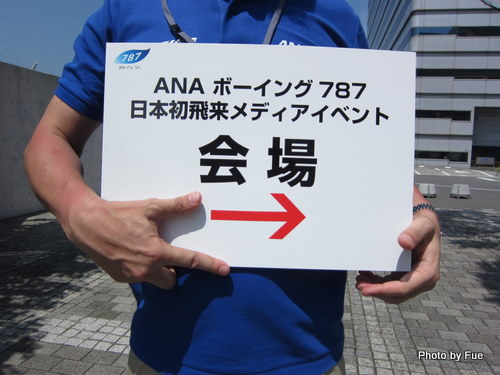 787
We Fly 1st.
ANA ボーイング 787
日本初飛来メディアイベント
会場
Photo by Fue